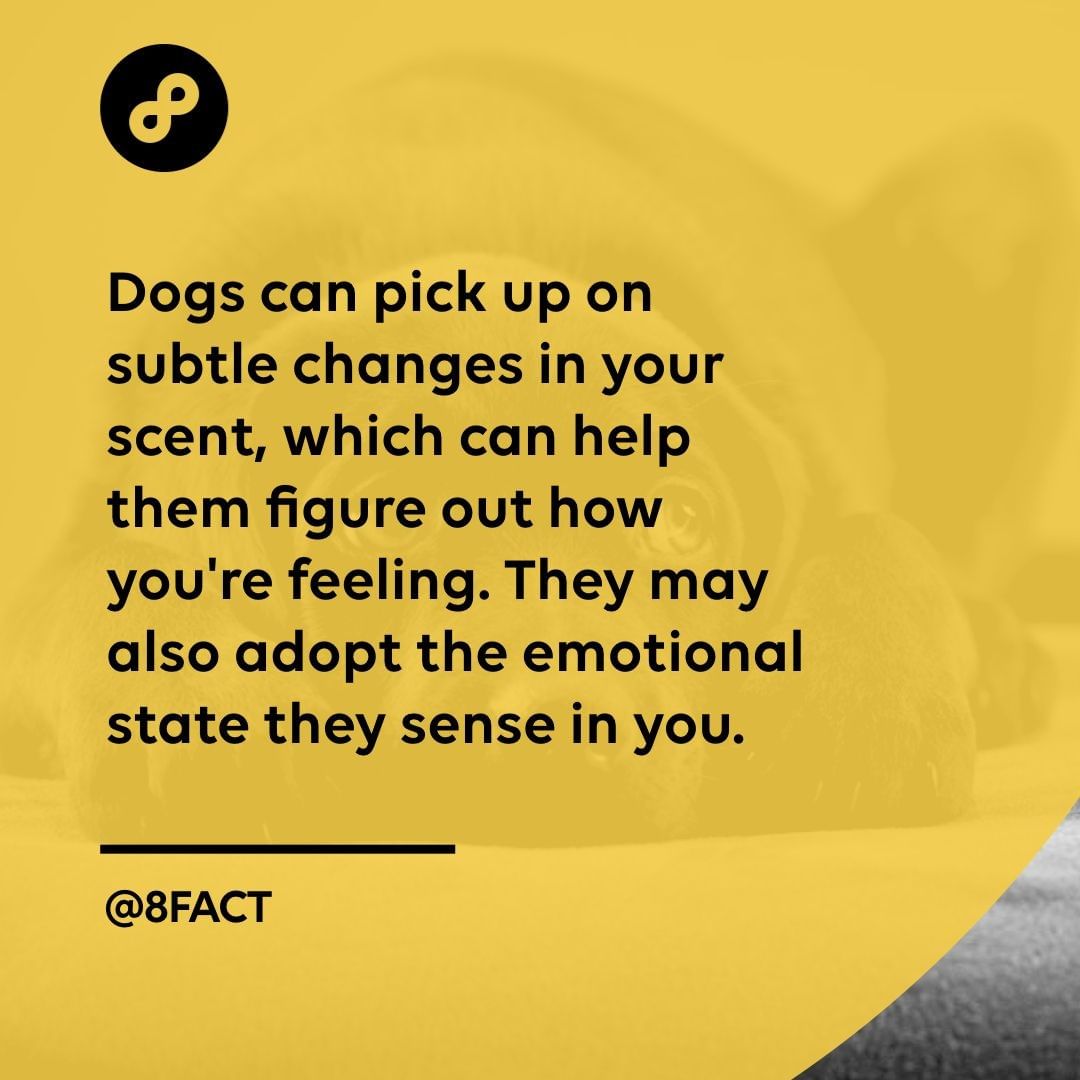 Dogs can pick up on
subtle changes in your
scent, which can help
them figure out how
you're feeling. They may
also adopt the emotional
state they sense in you.
@8FACT